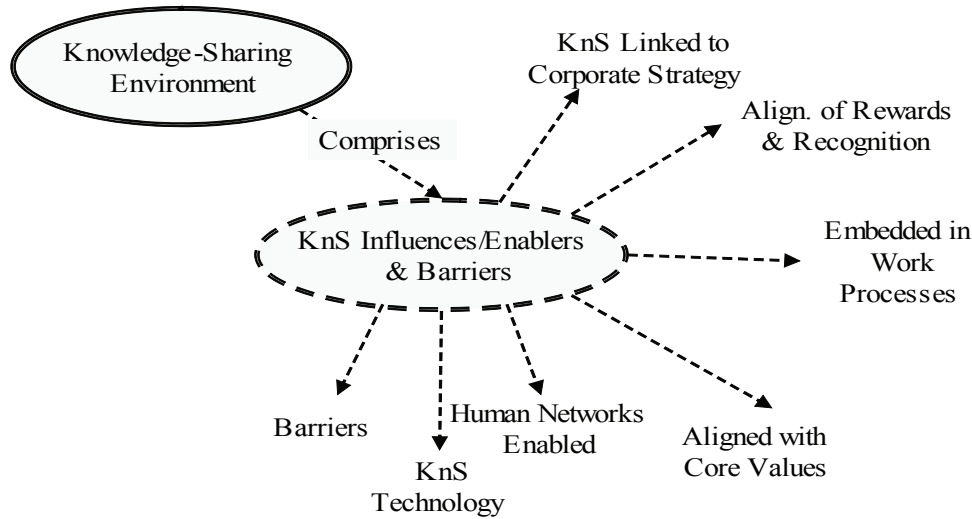 Knowledge-Sharing
Environment
Comprises
KnS Linked to
Corporate Strategy
Align. of Rewards
& Recognition
KnS Influences/Enablers
& Barriers
Embedded in
Work
Processes
Barriers
KnS
Technology
Human Networks
Enabled
Aligned with
Core Values